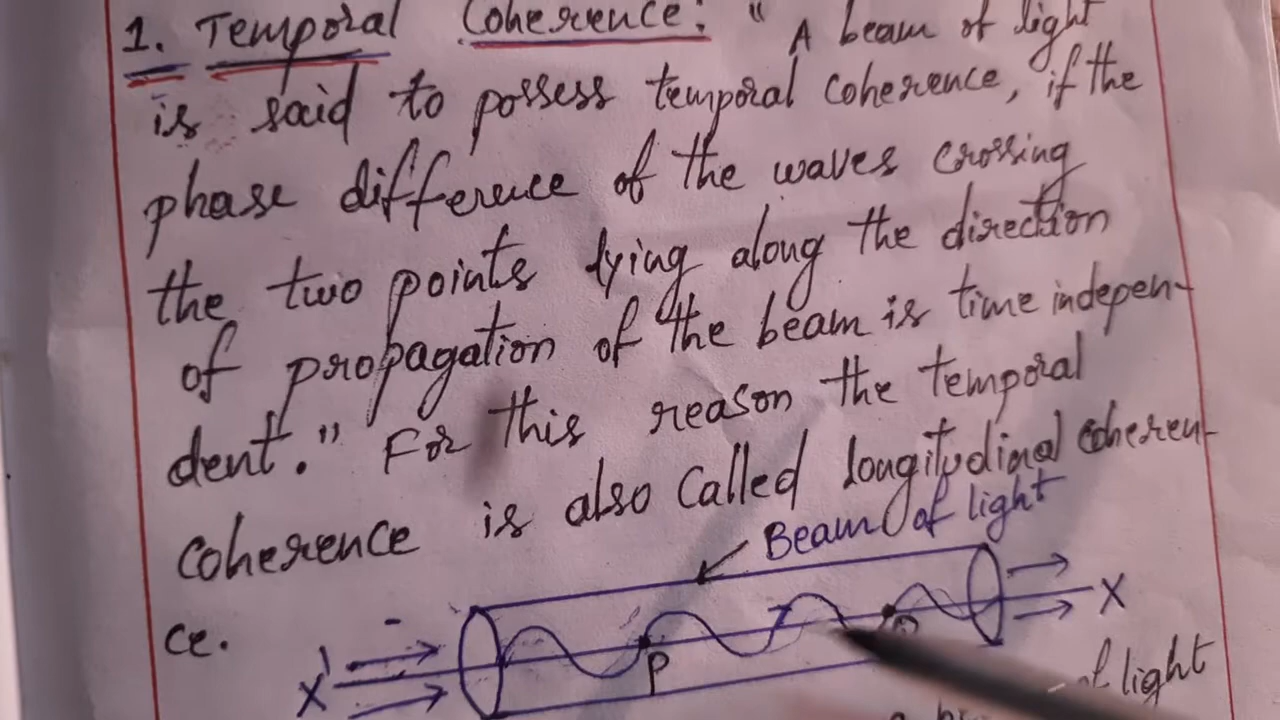 1. Temporal Coherence: " A beam of light
is said to possess temporal coherence, if the
phase difference of the waves crossing
the two points lying along the direction
of propagation of the beam is time indepen-
dent." For this reason the temporal
coherence is also called longitudinal coheren-
ce.
Beam of light
X' P X
of light